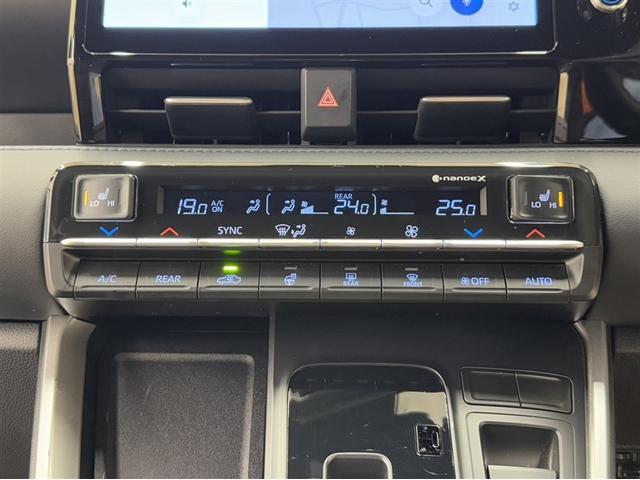 nanoeX
LO HI
19.0 A/C ON REAR 24.0 25.0
LO HI
SYNC
A/C REAR REAR FRONT OFF AUTO